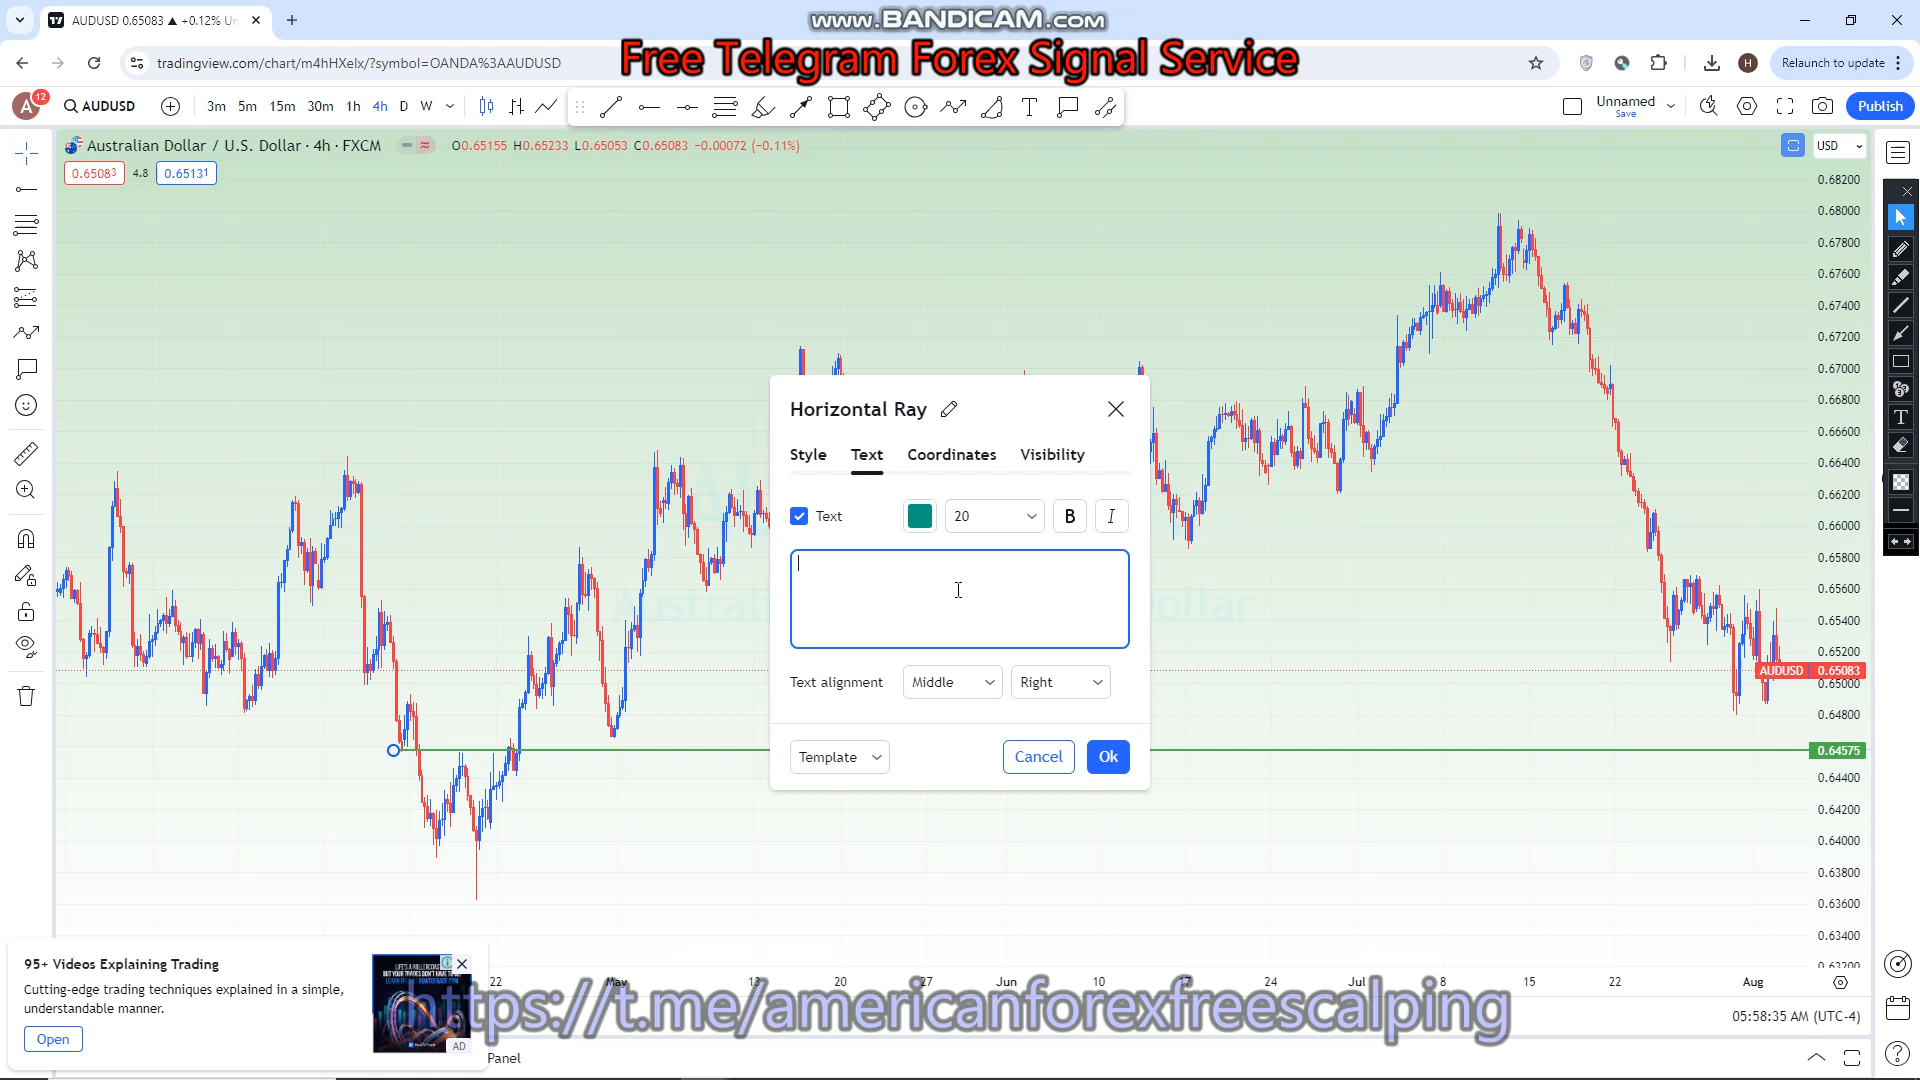 AUDUSD 0.65083 ▲ +0.12% Un
www.BANDICAM.com
tradingview.com/chart/m4hHXelx/?symbol=OANDA%3AAUDUSD
Free Telegram Forex Signal Service
H
Relaunch to update
A
12
AUDUSD
3m 5m 15m 30m 1h 4h D W
Unnamed
Save
Publish
Australian Dollar / U.S. Dollar · 4h · FXCM
O0.65155 H0.65233 L0.65053 C0.65083 -0.00072 (-0.11%)
USD
0.65083 4.8 0.65131
0.68200
0.68000
0.67800
0.67600
0.67400
0.67200
0.67000
0.66800
0.66600
0.66400
0.66200
0.66000
0.65800
0.65600
0.65400
0.65200
AUDUSD 0.65083
0.65000
0.64800
0.64575
0.64400
0.64200
0.64000
0.63800
0.63600
0.63400
0.63200
Horizontal Ray
Style Text Coordinates Visibility
Text 20 B I
Text alignment Middle Right
Template Cancel Ok
95+ Videos Explaining Trading
Cutting-edge trading techniques explained in a simple,
understandable manner.
Open
AD
22 May 13 20 27 Jun 10 17 24 Jul 8 15 22 Aug
https://t.me/americanforexfreescalping
05:58:35 AM (UTC-4)
Panel